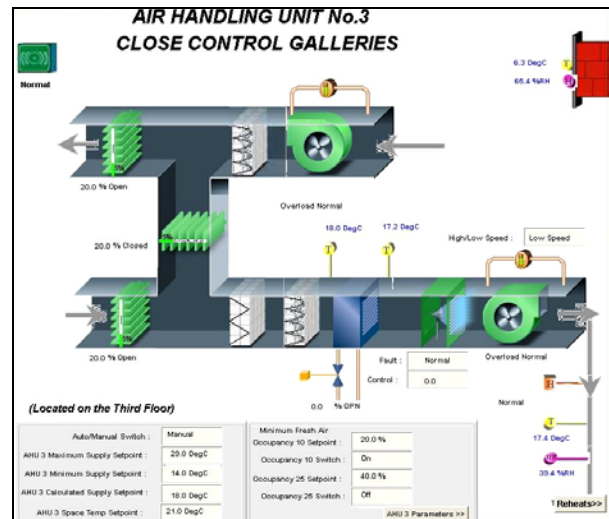 AIR HANDLING UNIT No.3
CLOSE CONTROL GALLERIES
Normal
6.3 DegC
T
65.4 %RH
H
20.0 % Open
Overload Normal
20.0 % Closed
18.0 DegC
17.2 DegC
High/Low Speed : Low Speed
T
T
20.0 % Open
Fault : Normal
Overload Normal
Control : 0.0
0.0 % OPN
Normal
(Located on the Third Floor)
T
17.4 DegC
39.4 %RH
Auto/Manual Switch : Manual
AHU 3 Maximum Supply Setpoint : 29.0 DegC
AHU 3 Minimum Supply Setpoint : 14.0 DegC
AHU 3 Calculated Supply Setpoint : 18.0 DegC
AHU 3 Space Temp Setpoint : 21.0 DegC
Minimum Fresh Air
Occupancy 10 Setpoint : 20.0 %
Occupancy 10 Switch : On
Occupancy 25 Setpoint : 40.0 %
Occupancy 25 Switch : Off
AHU 3 Parameters >>
Reheats>>